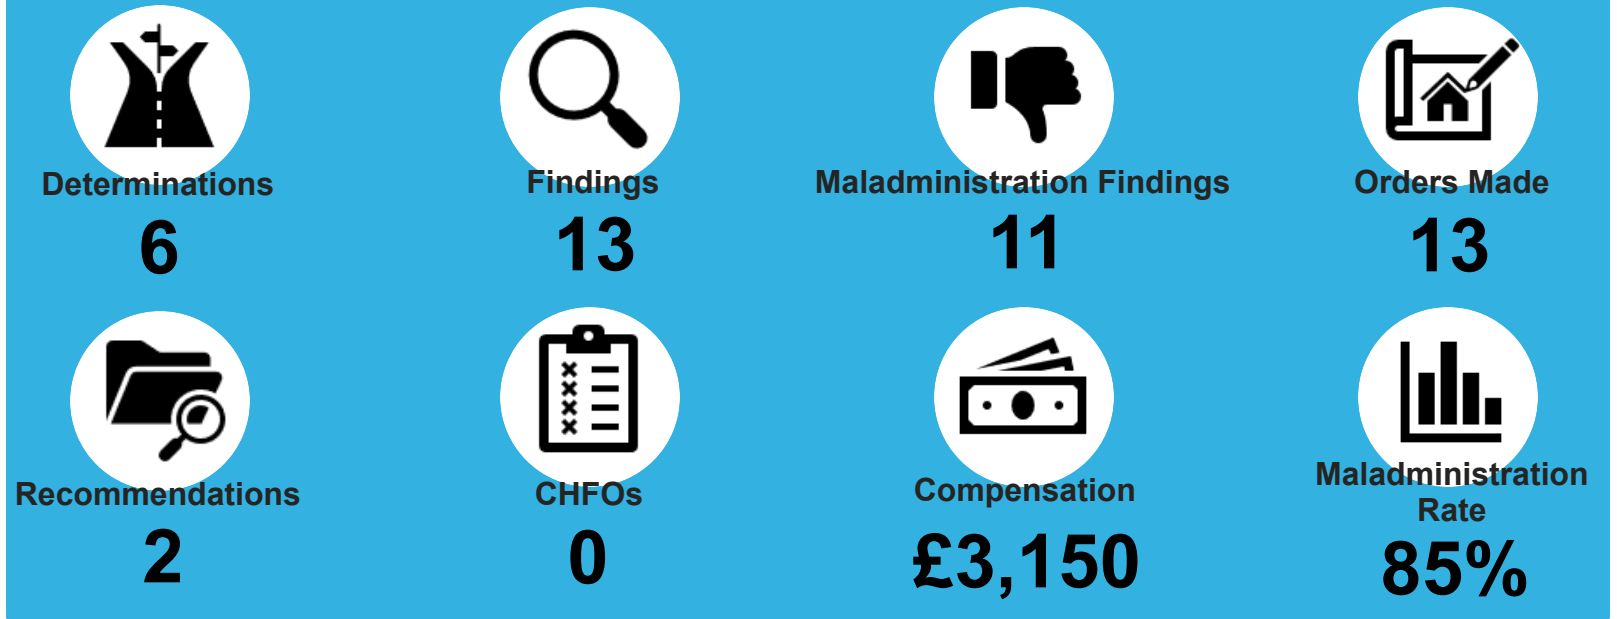 Determinations
6
Findings
13
Maladministration Findings
11
Orders Made
13
Recommendations
2
CHFOs
0
Compensation
£3,150
Maladministration
Rate
85%